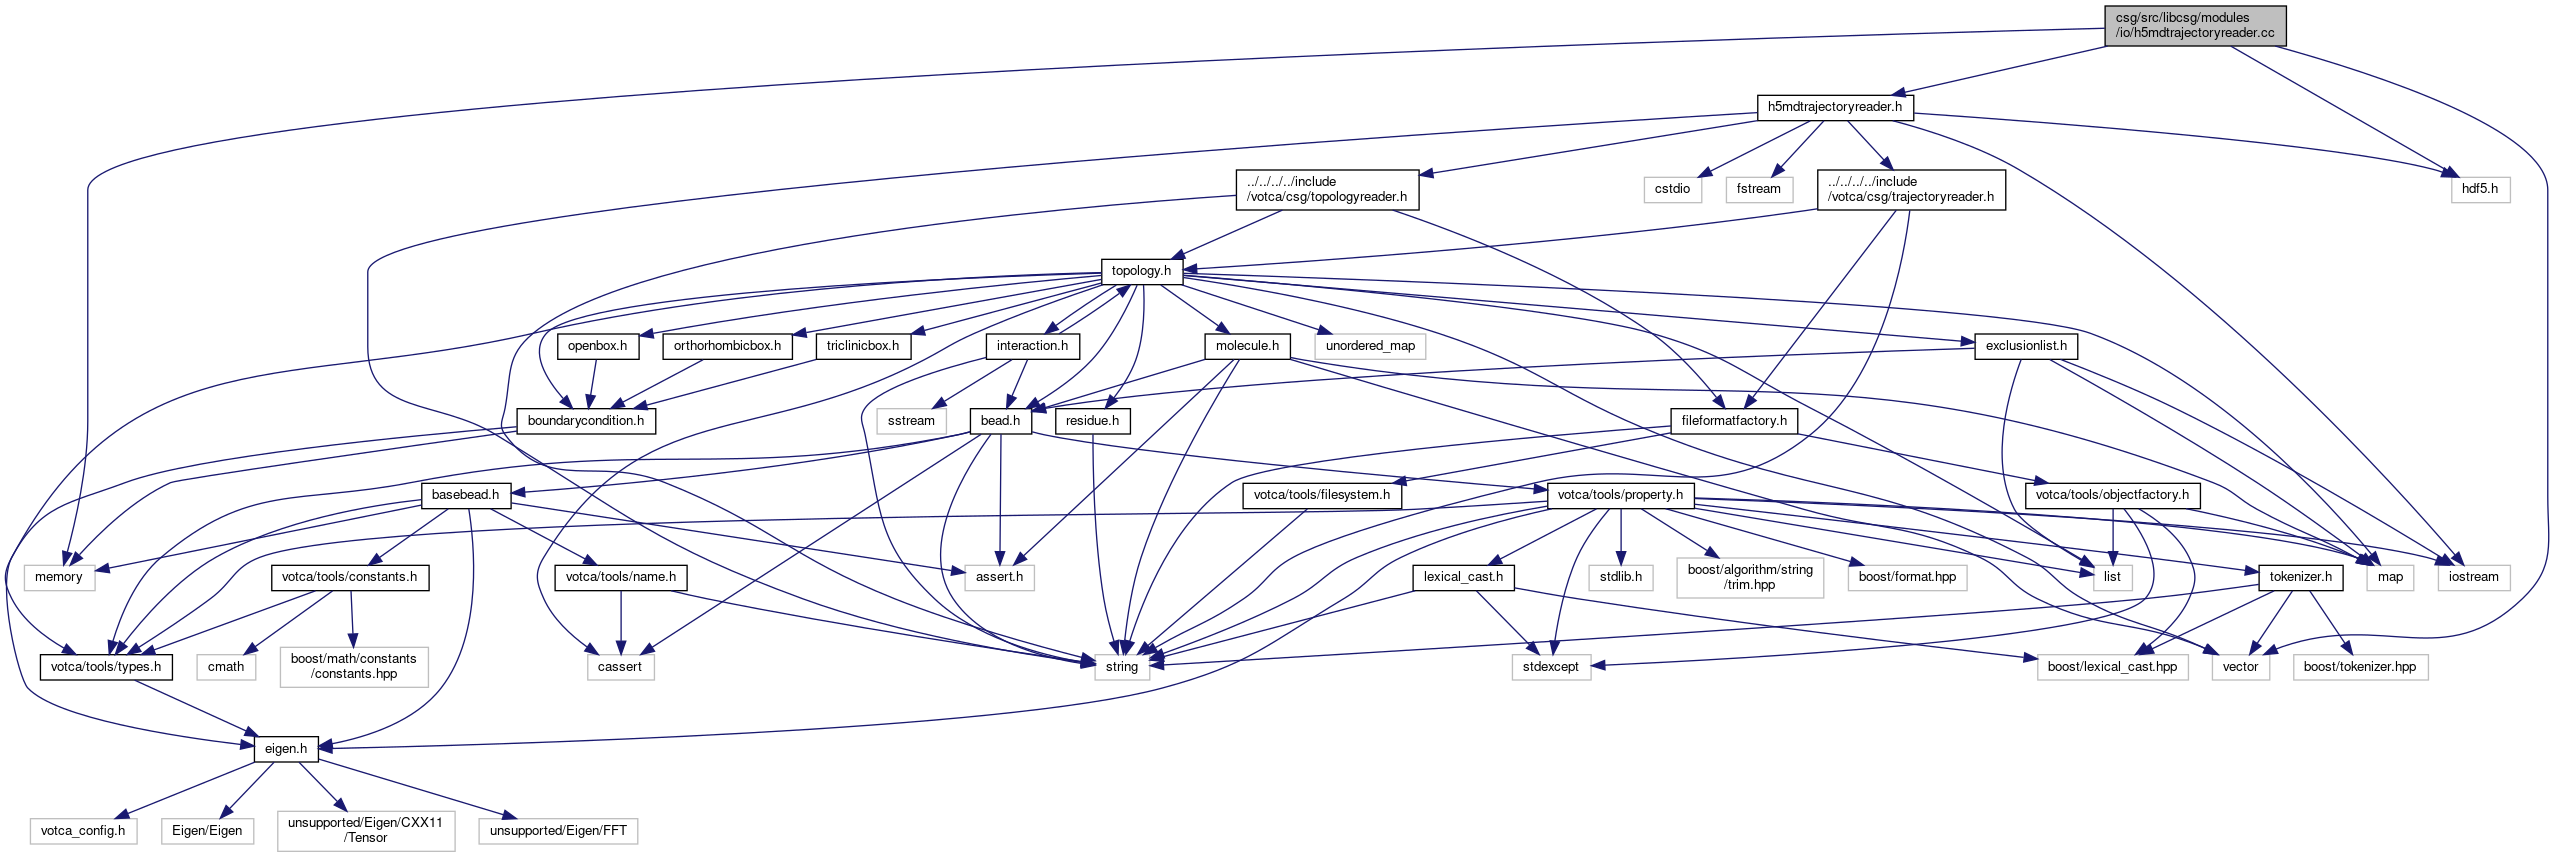 csg/src/libcsg/modules
/io/h5mdtrajectoryreader.cc
h5mdtrajectoryreader.h
../../../../include
/votca/csg/topologyreader.h
cstdio
fstream
../../../../include
/votca/csg/trajectoryreader.h
hdf5.h
topology.h
openbox.h
orthorhombicbox.h
triclinicbox.h
interaction.h
molecule.h
unordered_map
exclusionlist.h
boundarycondition.h
sstream
bead.h
residue.h
fileformatfactory.h
basebead.h
votca/tools/filesystem.h
votca/tools/property.h
votca/tools/objectfactory.h
memory
votca/tools/constants.h
votca/tools/name.h
assert.h
lexical_cast.h
stdlib.h
boost/algorithm/string
/trim.hpp
boost/format.hpp
list
tokenizer.h
map
iostream
votca/tools/types.h
cmath
boost/math/constants
/constants.hpp
cassert
string
stdexcept
boost/lexical_cast.hpp
vector
boost/tokenizer.hpp
eigen.h
votca_config.h
Eigen/Eigen
unsupported/Eigen/CXX11
/Tensor
unsupported/Eigen/FFT